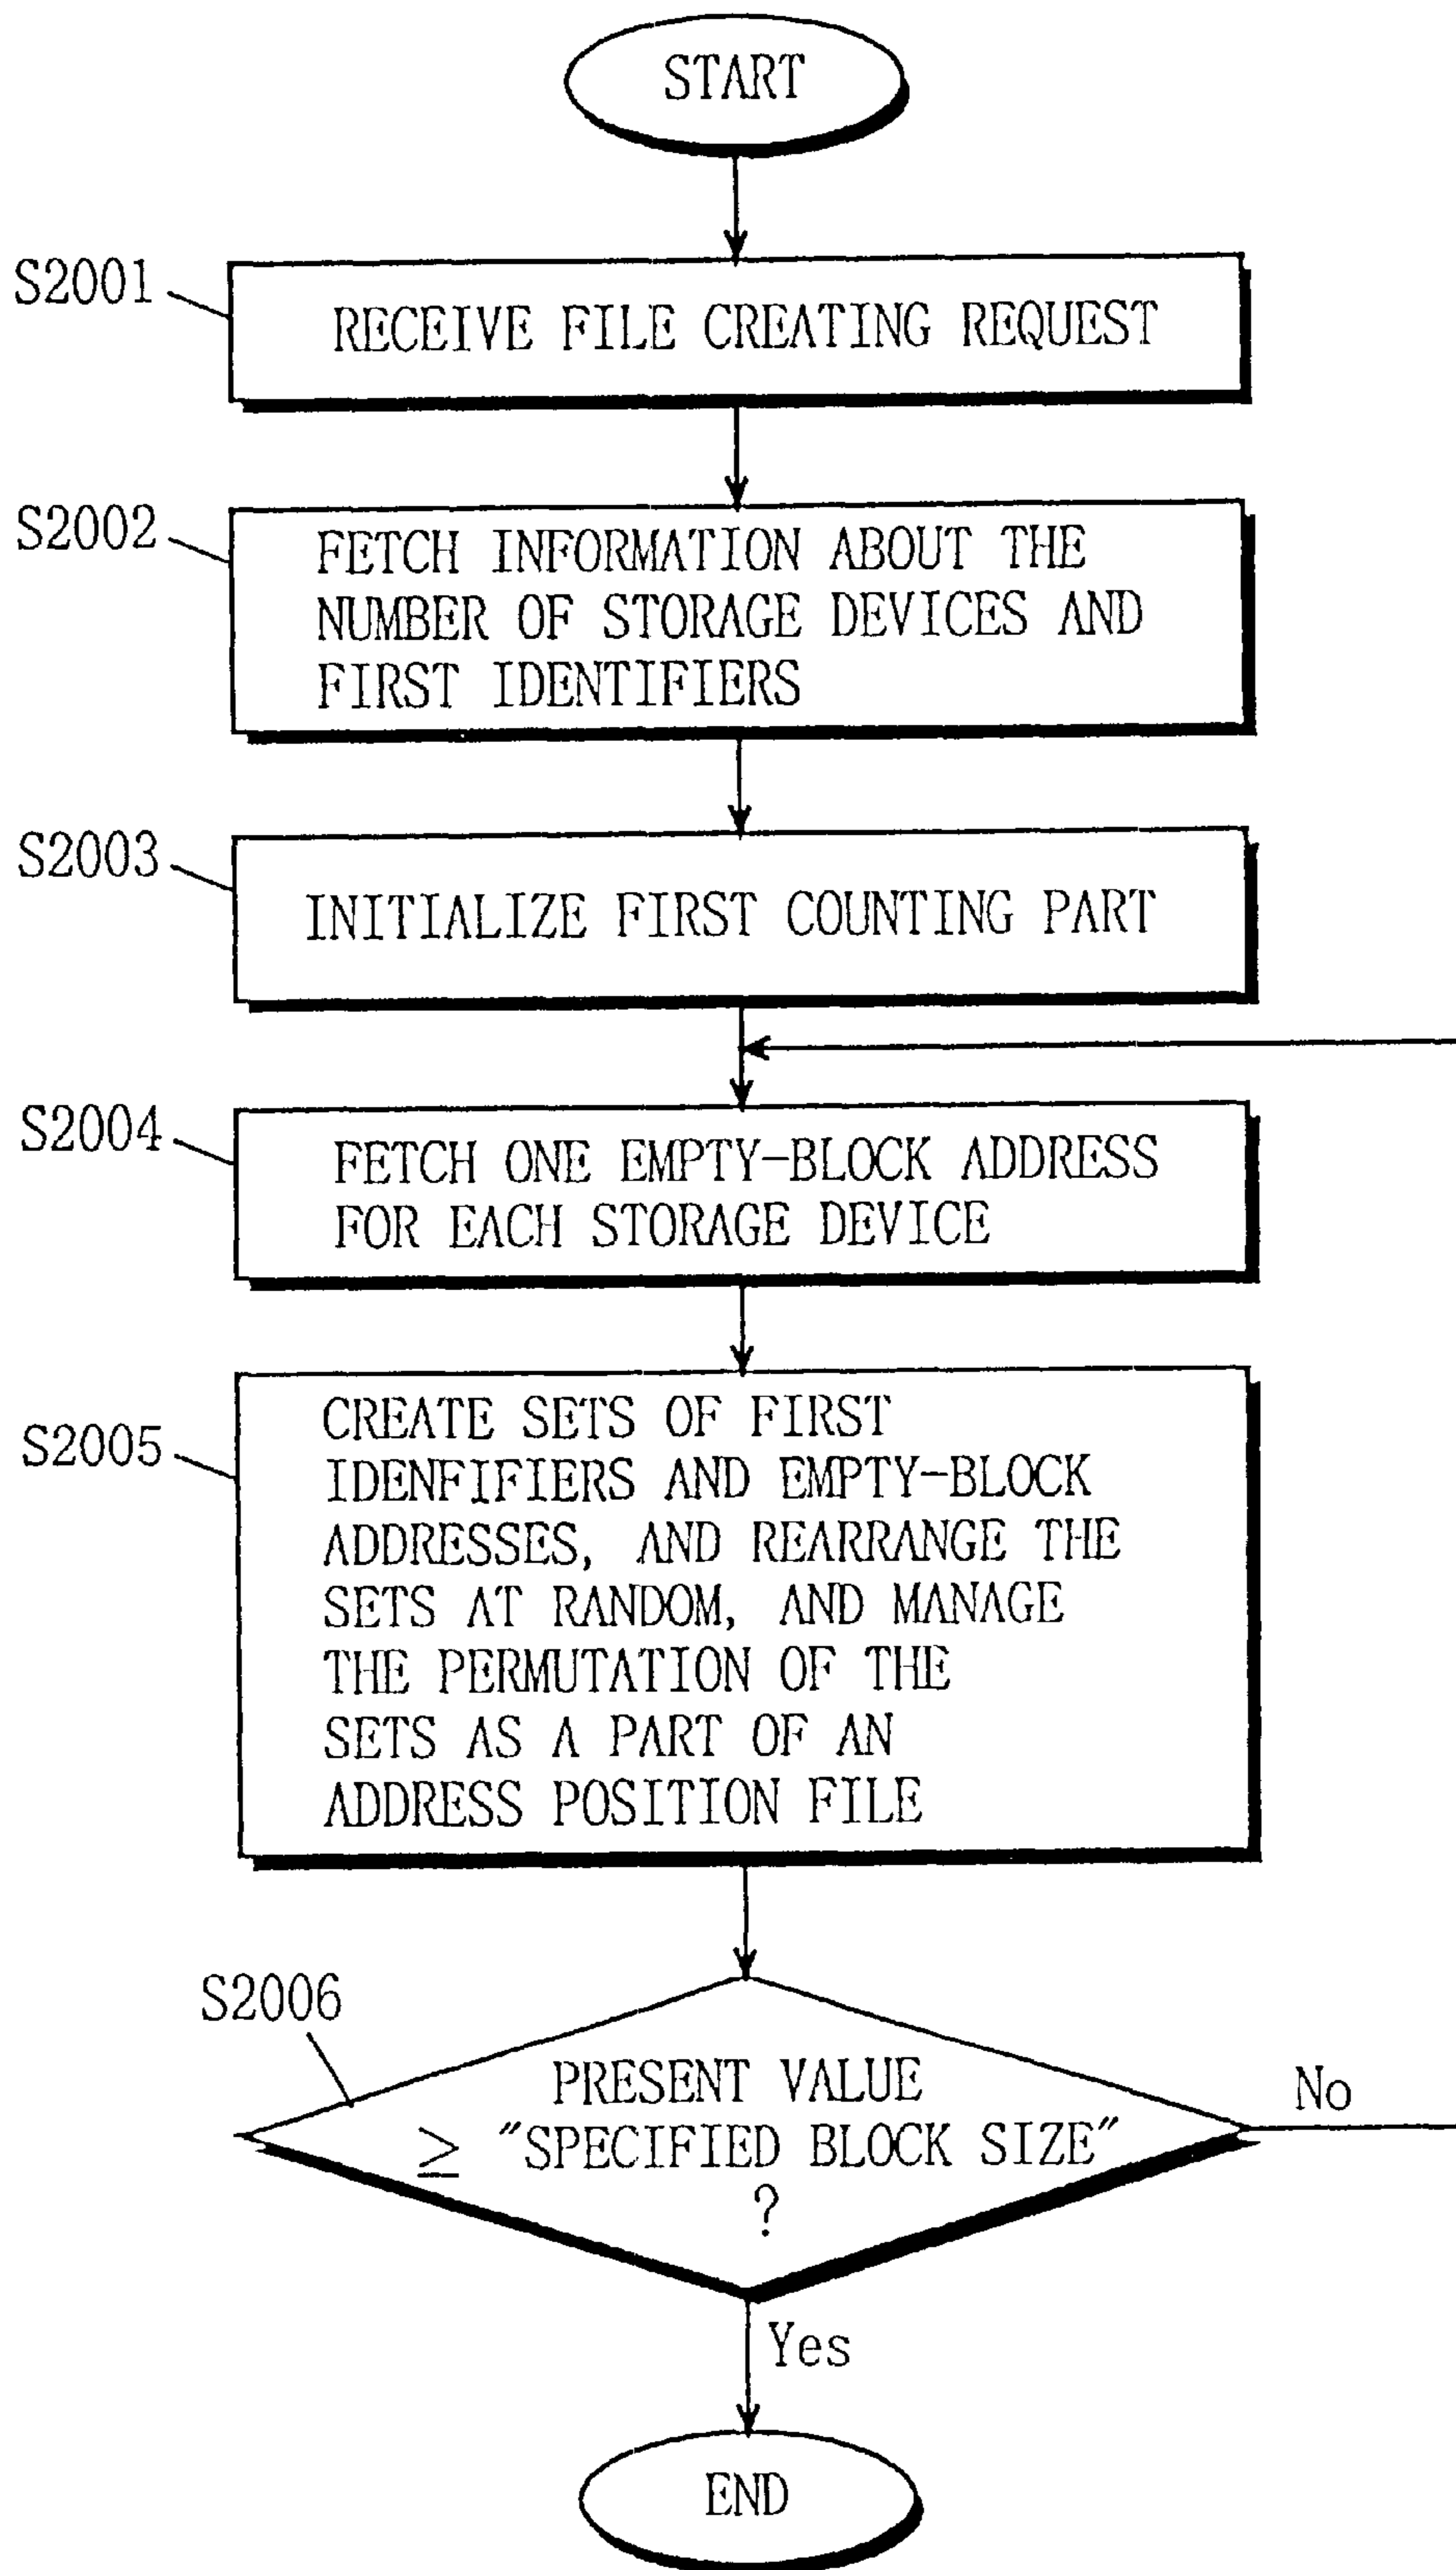 START
S2001
RECEIVE FILE CREATING REQUEST
S2002
FETCH INFORMATION ABOUT THE
NUMBER OF STORAGE DEVICES AND
FIRST IDENTIFIERS
S2003
INITIALIZE FIRST COUNTING PART
S2004
FETCH ONE EMPTY-BLOCK ADDRESS
FOR EACH STORAGE DEVICE
S2005
CREATE SETS OF FIRST
IDENFIFIERS AND EMPTY-BLOCK
ADDRESSES, AND REARRANGE THE
SETS AT RANDOM, AND MANAGE
THE PERMUTATION OF THE
SETS AS A PART OF AN
ADDRESS POSITION FILE
S2006
PRESENT VALUE
≥ "SPECIFIED BLOCK SIZE"
?
No
Yes
END